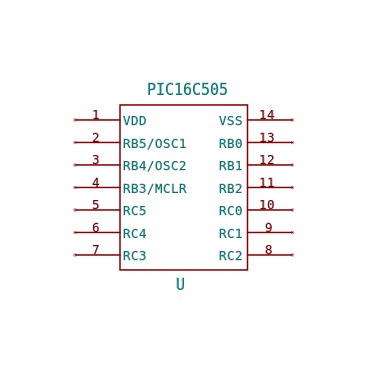 PIC16C505
1 VDD VSS 14
2 RB5/OSC1 RB0 13
3 RB4/OSC2 RB1 12
4 RB3/MCLR RB2 11
5 RC5 RC0 10
6 RC4 RC1 9
7 RC3 RC2 8
U